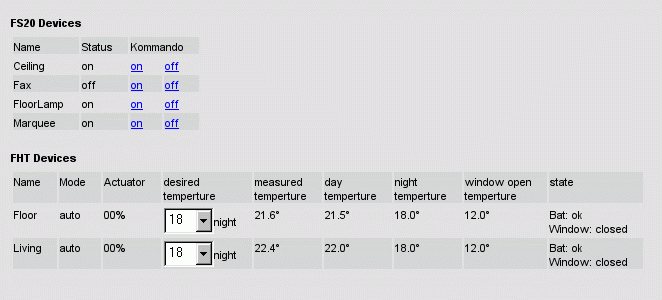 FS20 Devices
Name Status Kommando
Ceiling on on off
Fax off on off
FloorLamp on on off
Marquee on on off
FHT Devices
Name Mode Actuator desired measured day night window open state
temperture temperture temperture temperture temperture
Floor auto 00% 18 night 21.6° 21.5° 18.0° 12.0° Bat: ok
Window: closed
Living auto 00% 18 night 22.4° 22.0° 18.0° 12.0° Bat: ok
Window: closed